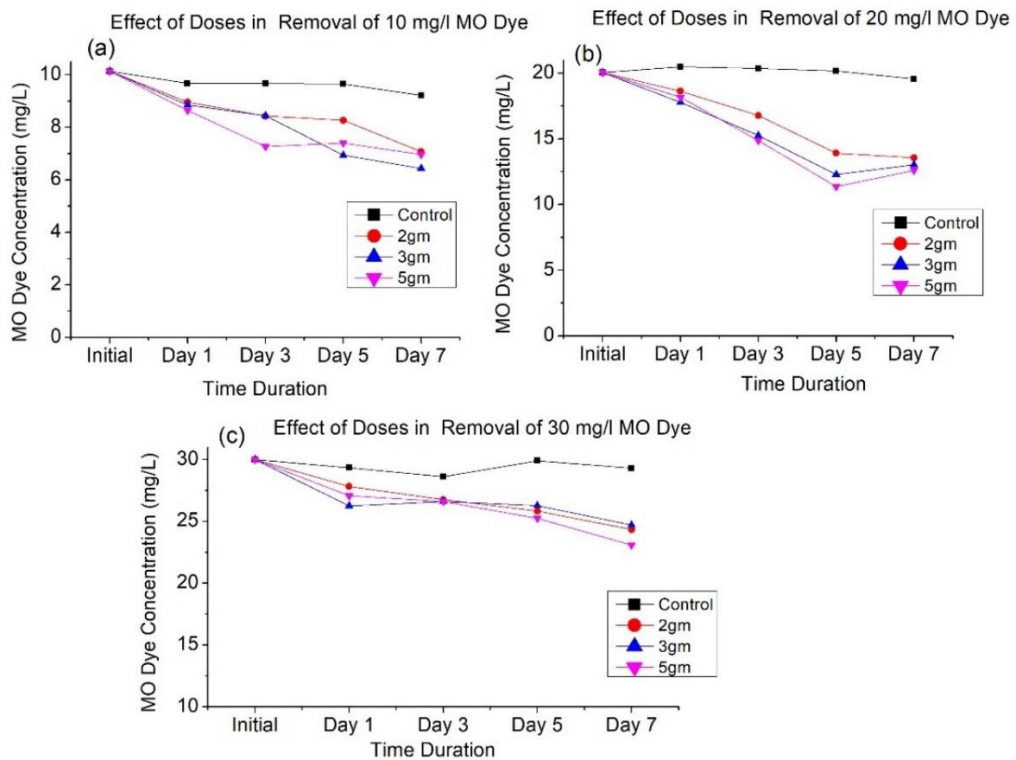 Effect of Doses in Removal of 10 mg/l MO Dye
(a)
MO Dye Concentration (mg/L)
10
8
6
4
2
0
Control
2gm
3gm
5gm
Initial Day 1 Day 3 Day 5 Day 7
Time Duration
Effect of Doses in Removal of 20 mg/l MO Dye
(b)
MO Dye Concentration (mg/L)
20
15
10
5
0
Control
2gm
3gm
5gm
Initial Day 1 Day 3 Day 5 Day 7
Time Duration
Effect of Doses in Removal of 30 mg/l MO Dye
(c)
MO Dye Concentration (mg/L)
30
25
20
15
10
Control
2gm
3gm
5gm
Initial Day 1 Day 3 Day 5 Day 7
Time Duration